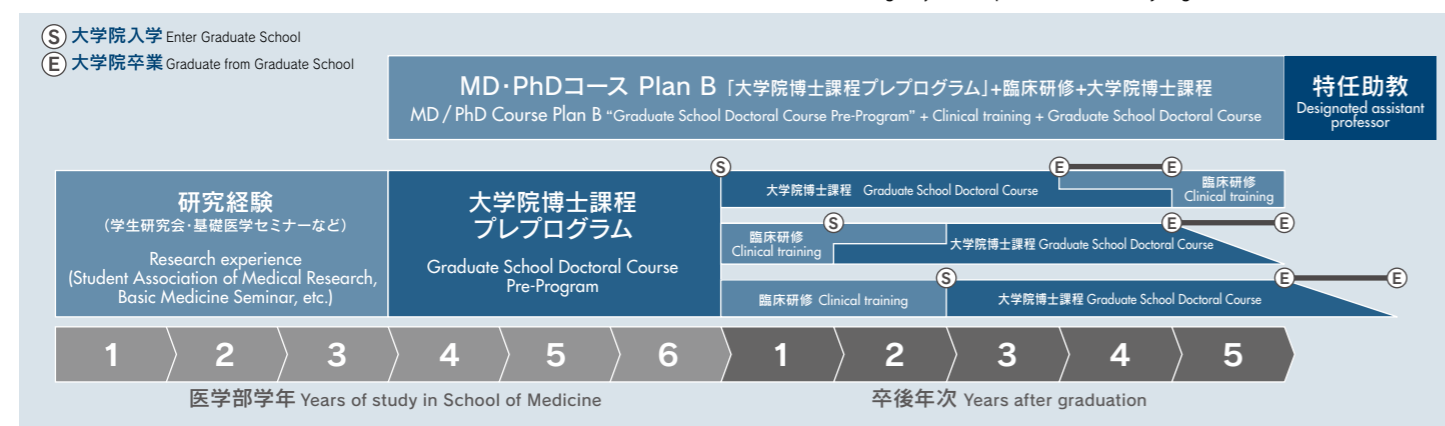 Ⓢ 大学院入学 Enter Graduate School
Ⓔ 大学院卒業 Graduate from Graduate School
MD・PhDコース Plan B 「大学院博士課程プレプログラム」+臨床研修+大学院博士課程
MD / PhD Course Plan B “Graduate School Doctoral Course Pre-Program” + Clinical training + Graduate School Doctoral Course
特任助教
Designated assistant
professor
研究経験
（学生研究会・基礎医学セミナーなど）
Research experience
(Student Association of Medical Research,
Basic Medicine Seminar, etc.)
大学院博士課程
プレプログラム
Graduate School Doctoral Course
Pre-Program
Ⓢ Ⓔ Ⓔ
大学院博士課程 Graduate School Doctoral Course
臨床研修
Clinical training
Ⓢ Ⓔ Ⓔ
臨床研修
Clinical training
大学院博士課程 Graduate School Doctoral Course
Ⓢ Ⓔ Ⓔ
臨床研修 Clinical training
大学院博士課程 Graduate School Doctoral Course
1 2 3 4 5 6 1 2 3 4 5
医学部学年 Years of study in School of Medicine
卒後年次 Years after graduation